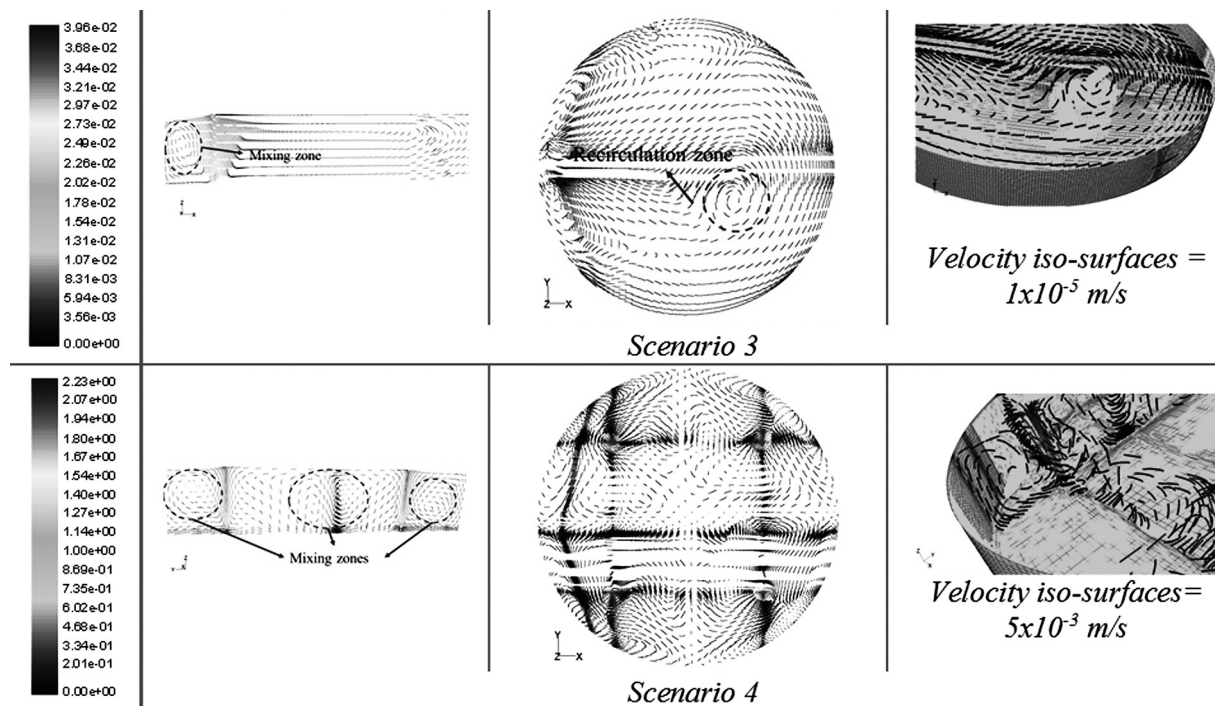 3.96e-02
3.68e-02
3.44e-02
3.22e-02
2.97e-02
2.73e-02
2.49e-02
2.26e-02
2.02e-02
1.78e-02
1.54e-02
1.31e-02
1.07e-02
8.31e-03
5.94e-03
3.56e-03
0.00e+00
Mixing zone
Z
Y
X
Recirculation zone
Y
Z
X
Velocity iso-surfaces =
1x10⁻⁵ m/s
Scenario 3
2.23e+00
2.07e+00
1.94e+00
1.80e+00
1.67e+00
1.54e+00
1.40e+00
1.27e+00
1.14e+00
1.00e+00
8.69e-01
7.35e-01
6.02e-01
4.68e-01
3.34e-01
2.01e-01
0.00e+00
Mixing zones
Z
Y
X
Y
Z
X
Z
Y
X
Velocity iso-surfaces=
5x10⁻³ m/s
Scenario 4